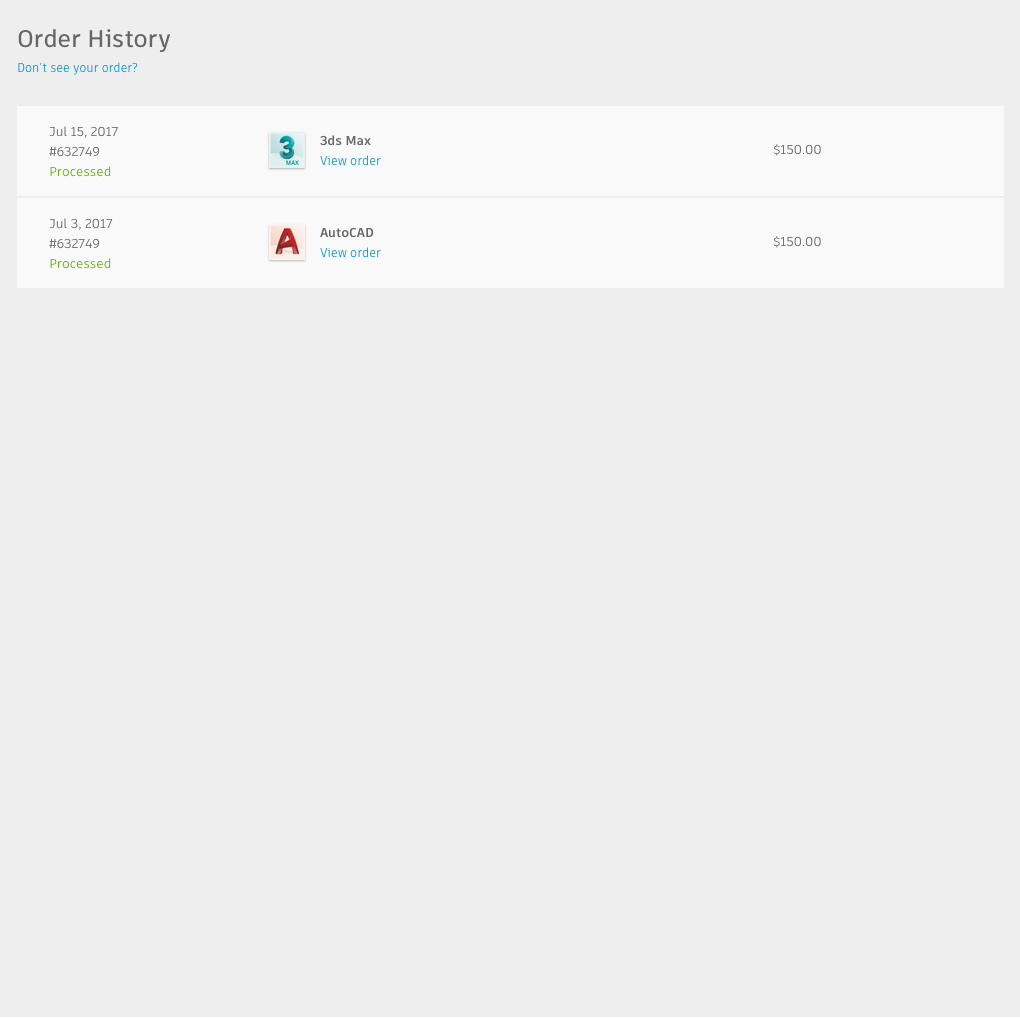 Order History
Don't see your order?
Jul 15, 2017
#632749
Processed
3
MAX
3ds Max
View order
$150.00
Jul 3, 2017
#632749
Processed
A
AutoCAD
View order
$150.00